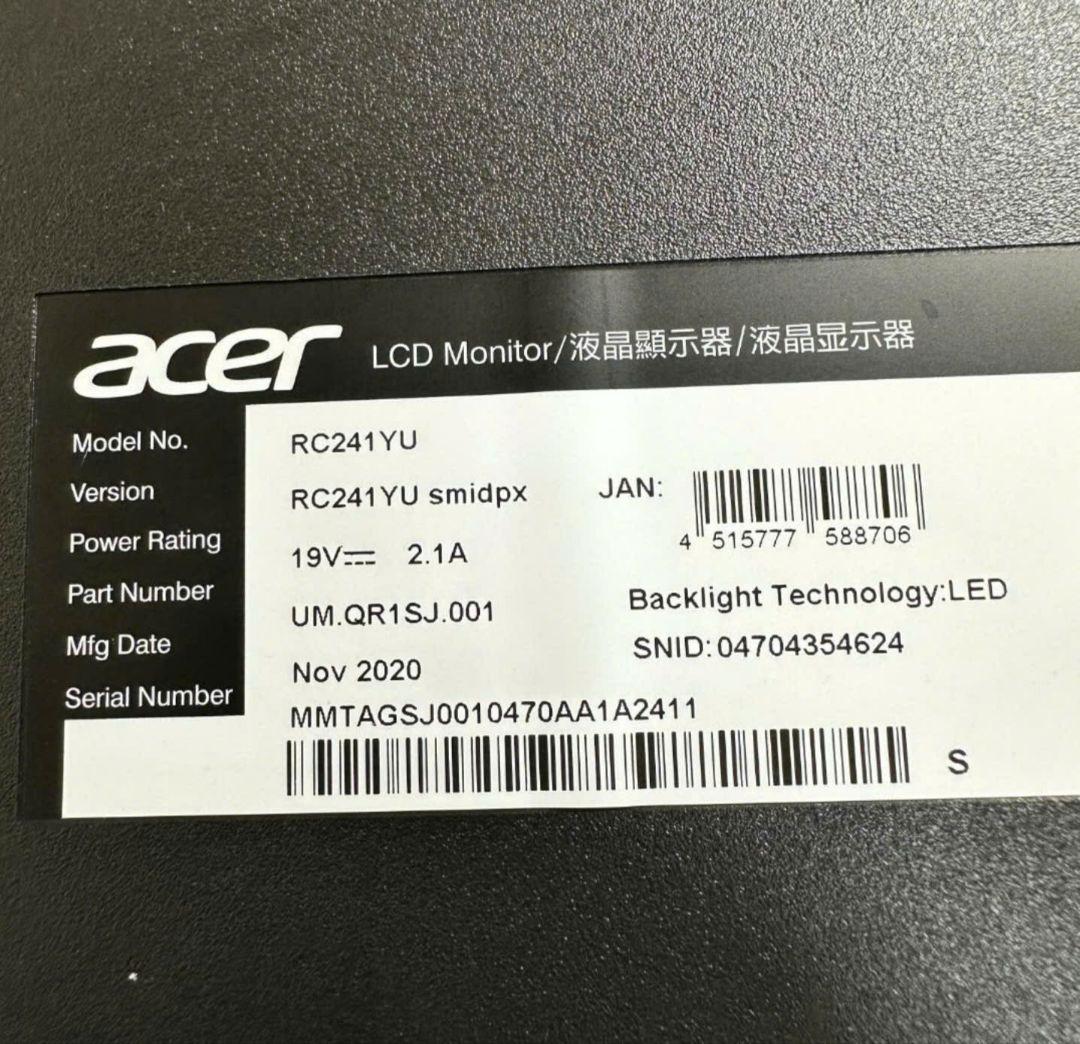 acer LCD Monitor/液晶顯示器/液晶显示器
Model No. RC241YU
Version RC241YU smidpx JAN:
4 515777 588706
Power Rating 19V⎓ 2.1A
Part Number UM.QR1SJ.001 Backlight Technology:LED
Mfg Date Nov 2020 SNID:04704354624
Serial Number MMTAGSJ0010470AA1A2411
S